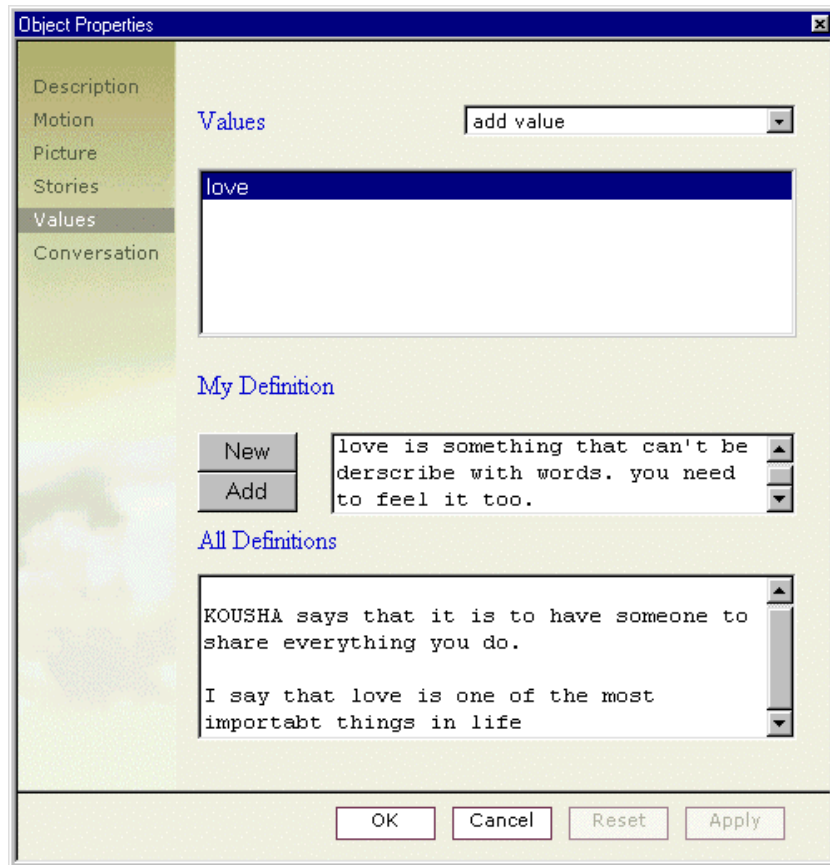 Object Properties
Description
Motion
Picture
Stories
Values
Conversation
Values
add value
love
My Definition
New
Add
love is something that can't be
derscribe with words. you need
to feel it too.
All Definitions
KOUSHA says that it is to have someone to
share everything you do.
I say that love is one of the most
importabt things in life
OK
Cancel
Reset
Apply